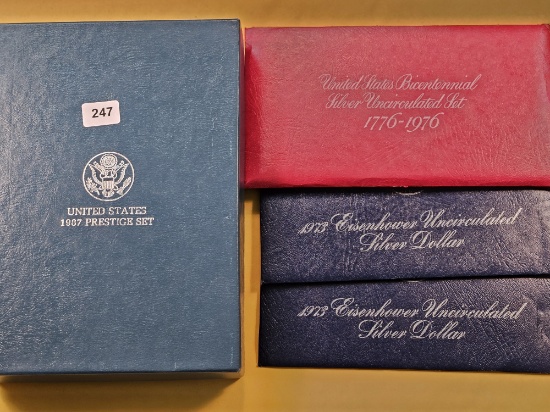 247
UNITED STATES
1987 PRESTIGE SET
United States Bicentennial
Silver Uncirculated Set
1776-1976
1973 Eisenhower Uncirculated
Silver Dollar
1973 Eisenhower Uncirculated
Silver Dollar